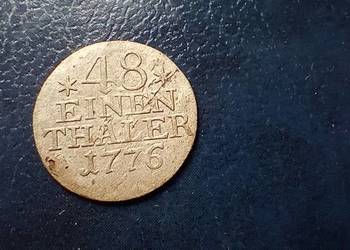 * 48 *
EINEN
THALER
1776